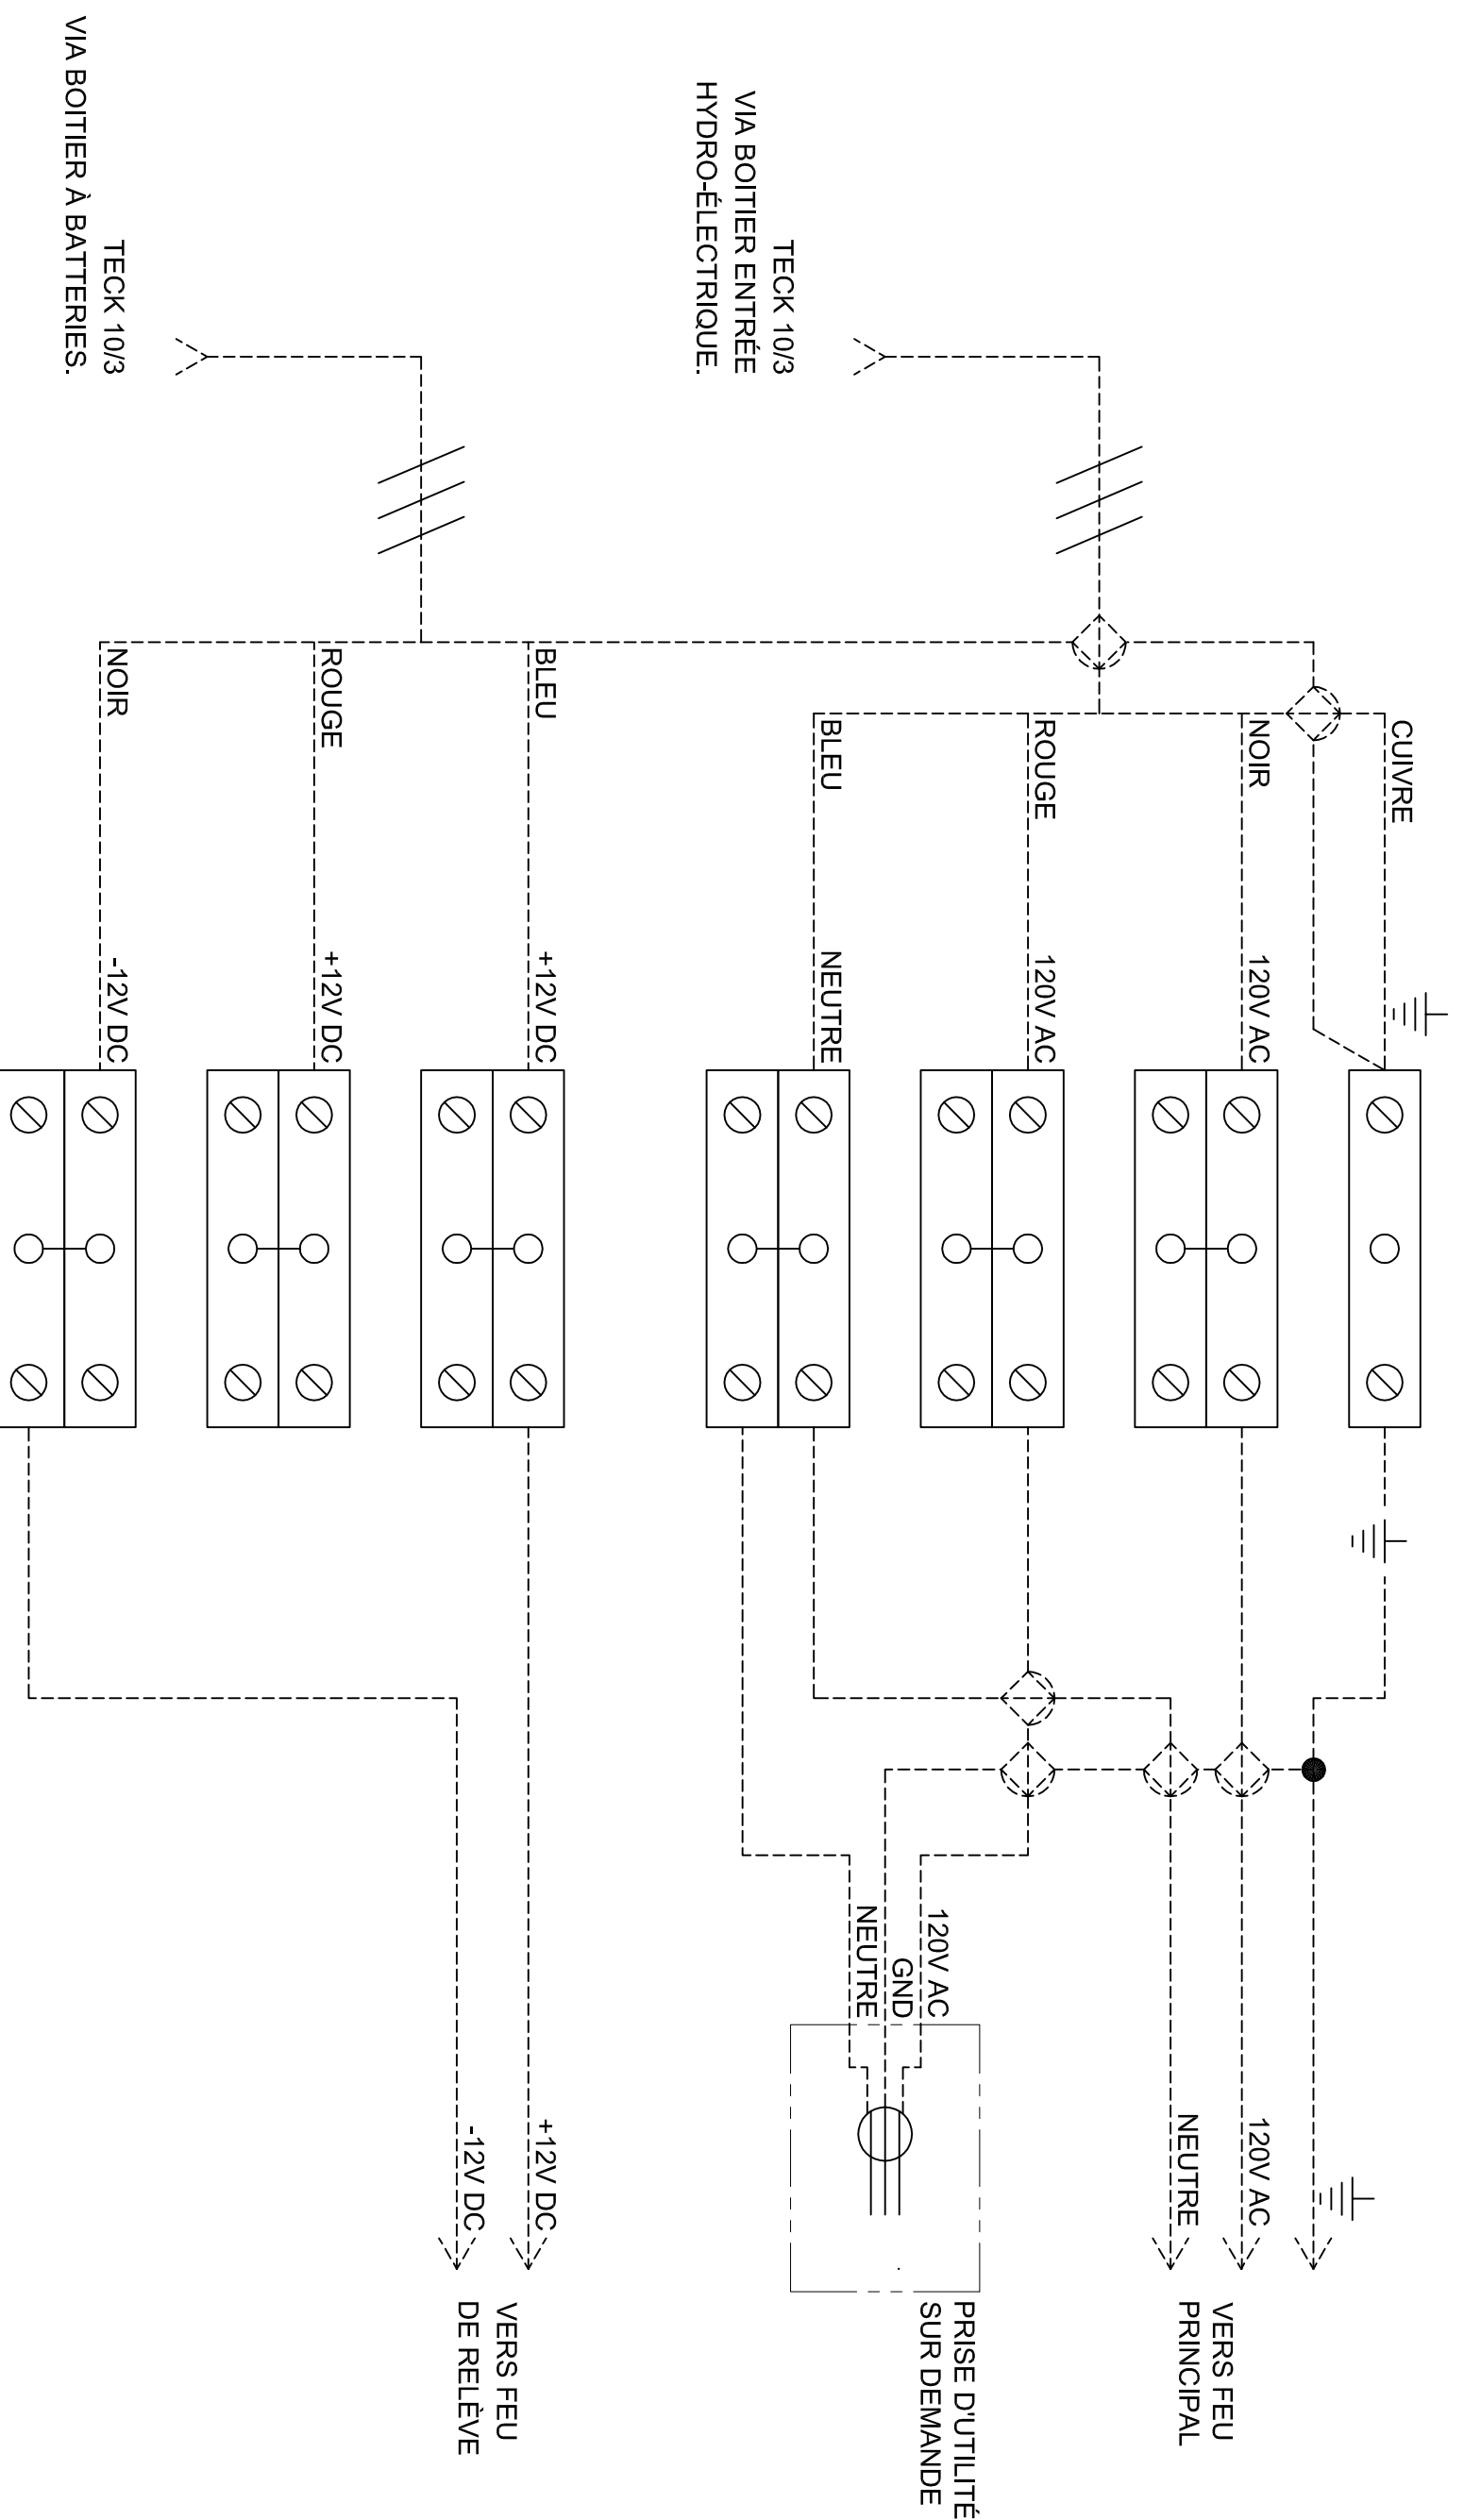 TECK 10/3
VIA BOITIER ENTRÉE
HYDRO-ÉLECTRIQUE.
CUIVRE
NOIR
120V AC
ROUGE
120V AC
BLEU
NEUTRE
120V AC
NEUTRE
VERS FEU
PRINCIPAL
120V AC
GND
NEUTRE
PRISE D'UTILITÉ
SUR DEMANDE
TECK 10/3
VIA BOITIER À BATTERIES.
BLEU
+12V DC
ROUGE
+12V DC
NOIR
-12V DC
+12V DC
-12V DC
VERS FEU
DE RELÈVE